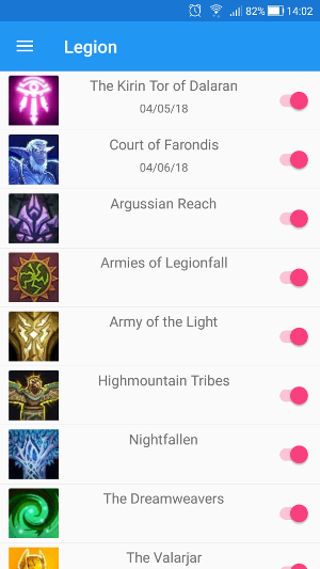 82% 14:02
Legion
The Kirin Tor of Dalaran
04/05/18
Court of Farondis
04/06/18
Argussian Reach
Armies of Legionfall
Army of the Light
Highmountain Tribes
Nightfallen
The Dreamweavers
The Valarjar